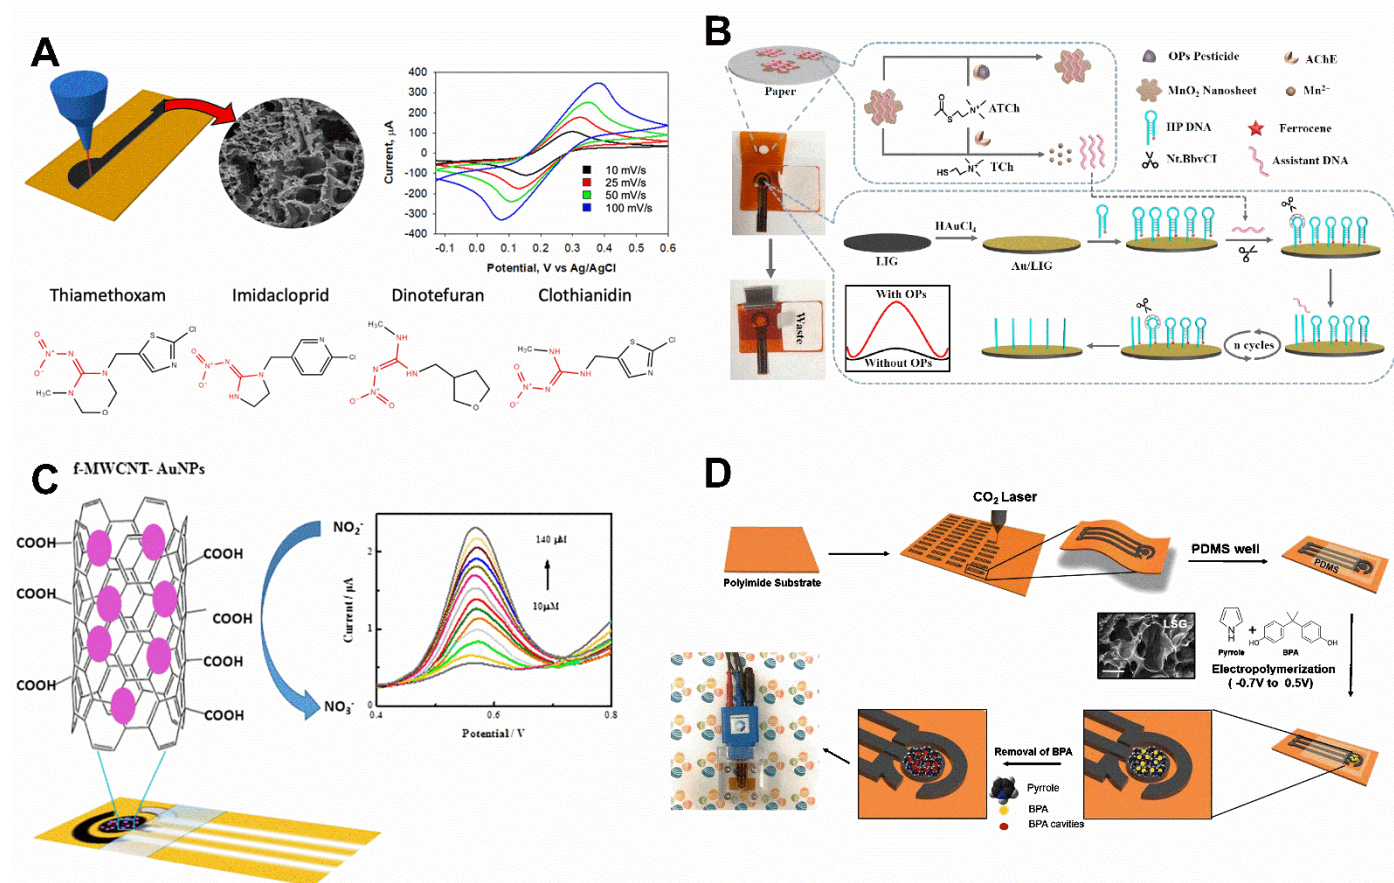 A
400
300
200
100
0
-100
-200
-300
-400
Current, µA
10 mV/s
25 mV/s
50 mV/s
100 mV/s
-0.1 0.0 0.1 0.2 0.3 0.4 0.5 0.6
Potential, V vs Ag/AgCl
Thiamethoxam
Imidacloprid
Dinotefuran
Clothianidin
B
Paper
ATCh
TCh
OPs Pesticide
AChE
MnO2 Nanosheet
Mn2−
HP DNA
Ferrocene
Nt.BbvCI
Assistant DNA
LIG
HAuCl4
Au/LIG
With OPs
Without OPs
n cycles
Waste
C
f-MWCNT- AuNPs
COOH
COOH
COOH
COOH
COOH
COOH
COOH
COOH
NO2-
NO3-
Current / µA
2
1
0
140 µM
10µMM
0.4 0.6 0.8
Potential / V
D
CO2 Laser
Polyimide Substrate
PDMS well
PDMS
LSG
Pyrrole
+
BPA
Electropolymerization
( -0.7V to 0.5V)
Removal of BPA
Pyrrole
BPA
BPA cavities